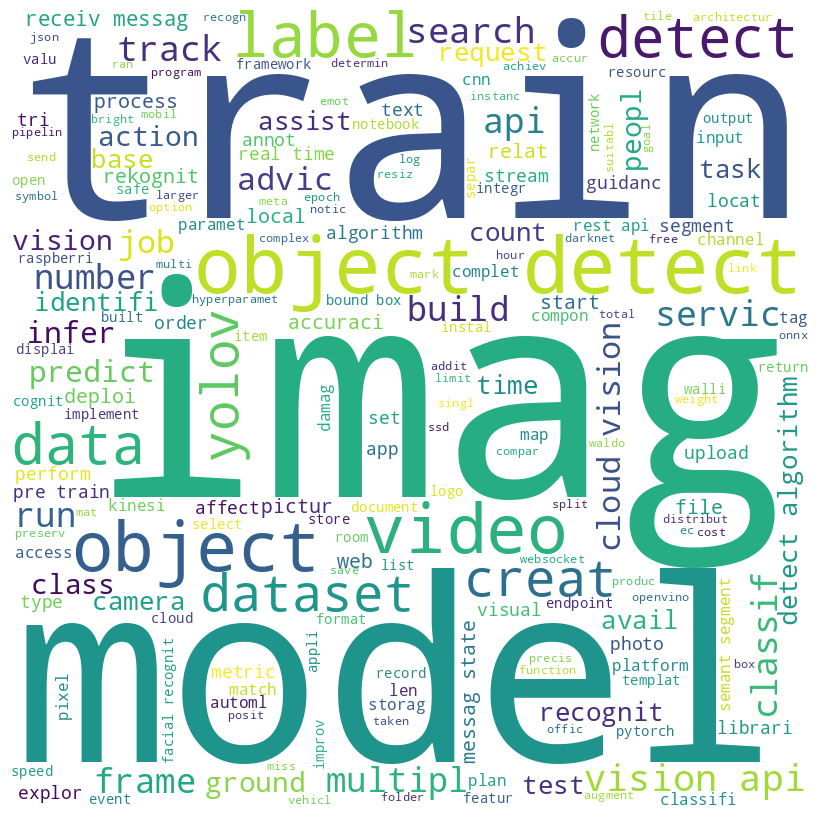 receiv messag
recogn
label
search
detect
tile
architectur
json
valu
track
ran
program
framework
determin
request
cnn
achiev
accur
resourc
train
tri
pipelin
process
bright
mobil
action
emot
assist
text
notebook
instanc
api
network
suitabl
peopl
goal
output
input
annot
real time
base
log
resiz
relat
task
send
open
rekognit
safe
larger
advic
stream
separ
integr
guidanc
locat
symbol
option
meta
epoch
notic
local
paramet
algorithm
count
rest api
segment
channel
vision
job
complex
darknet
free
hour
raspberri
multi
object detect
mark
complet
link
number
hyperparamet
identifi
built
order
bound box
build
start
compon
total
servic
tag
onnx
infer
item
accuraci
instal
displai
yolov
predict
addit
limit
return
cognit
deploi
implement
damag
set
singl
time
walli
weight
imag
data
ssd
app
map
compar
waldo
cloud vision
upload
detect algorithm
perform
pre train
mat
kinesi
affect
pictur
logo
document
split
file
distribut
ec
cost
run
preserv
access
object
select
store
room
web
list
video
websocket
class
save
creat
produc
openvino
type
camera
dataset
format
visual
endpoint
avail
classif
cloud
facial recognit
appli
messag state
photo
semant segment
box
metric
match
record
len
precis
function
platform
templat
model
pixel
automl
posit
storag
taken
recognit
offic
pytorch
librari
improv
speed
frame
miss
ground
multipl
plan
test
vision api
explor
event
vehicl
folder
featur
augment
classifi